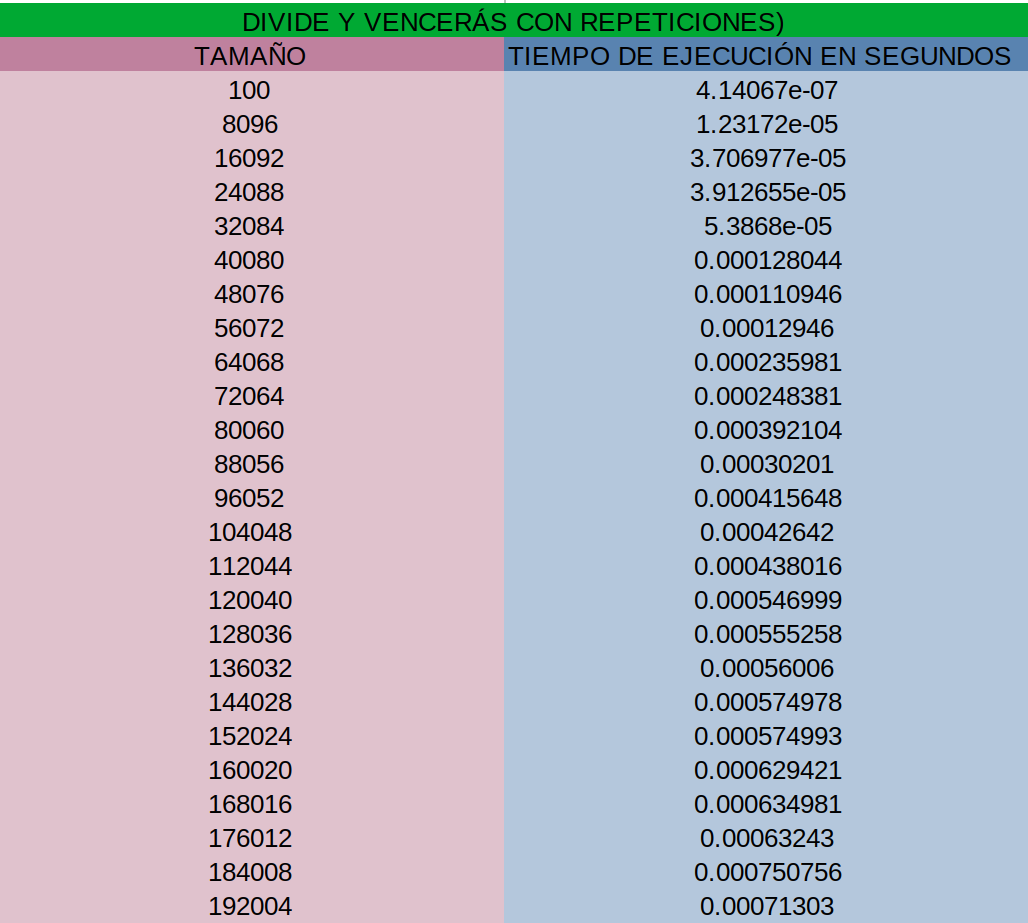 DIVIDE Y VENCERÁS CON REPETICIONES)
TAMAÑO TIEMPO DE EJECUCIÓN EN SEGUNDOS
100 4.14067e-07
8096 1.23172e-05
16092 3.706977e-05
24088 3.912655e-05
32084 5.3868e-05
40080 0.000128044
48076 0.000110946
56072 0.00012946
64068 0.000235981
72064 0.000248381
80060 0.000392104
88056 0.00030201
96052 0.000415648
104048 0.00042642
112044 0.000438016
120040 0.000546999
128036 0.000555258
136032 0.00056006
144028 0.000574978
152024 0.000574993
160020 0.000629421
168016 0.000634981
176012 0.00063243
184008 0.000750756
192004 0.00071303